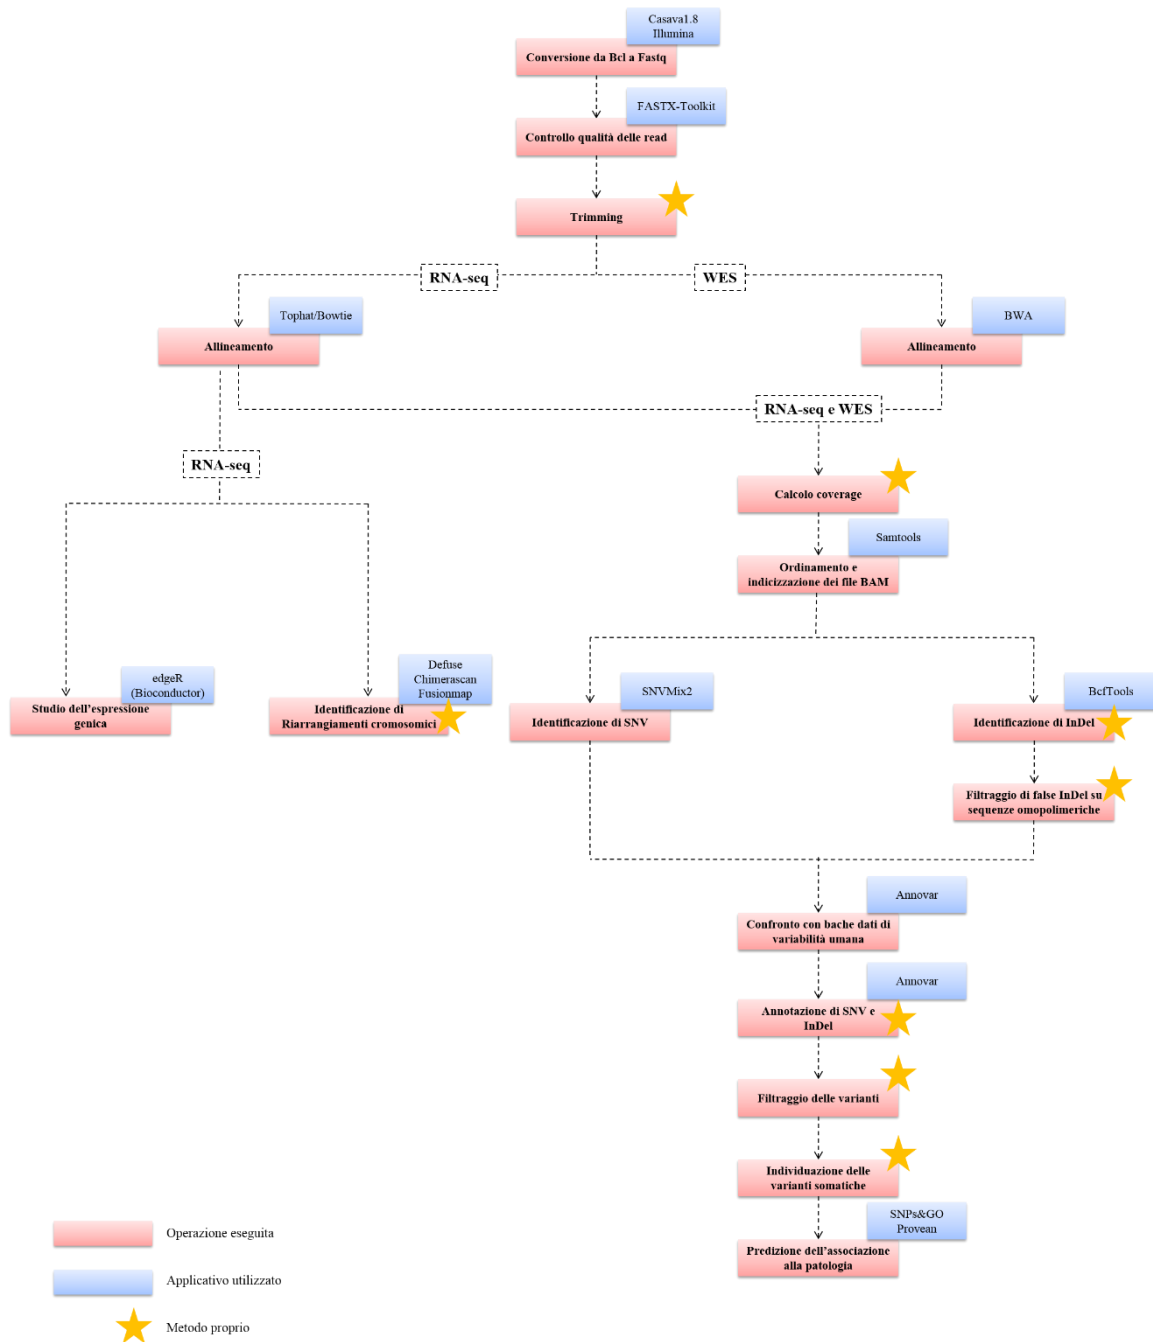 Casava1.8
Illumina
Conversione da Bcl a Fastq
FASTX-Toolkit
Controllo qualità delle read
Trimming
RNA-seq
WES
Tophat/Bowtie
Allineamento
BWA
Allineamento
RNA-seq e WES
RNA-seq
Calcolo coverage
Samtools
Ordinamento e
indicizzazione dei file BAM
edgeR
(Bioconductor)
Studio dell'espressione
genica
Defuse
Chimerascan
Fusionmap
Identificazione di
Riarrangiamenti cromosomici
SNVMix2
Identificazione di SNV
BcfTools
Identificazione di InDel
Filtraggio di false InDel su
sequenze omopolimeriche
Annovar
Confronto con bache dati di
variabilità umana
Annovar
Annotazione di SNV e
InDel
Filtraggio delle varianti
Individuazione delle
varianti somatiche
SNPs&GO
Provean
Predizione dell'associazione
alla patologia
Operazione eseguita
Applicativo utilizzato
Metodo proprio